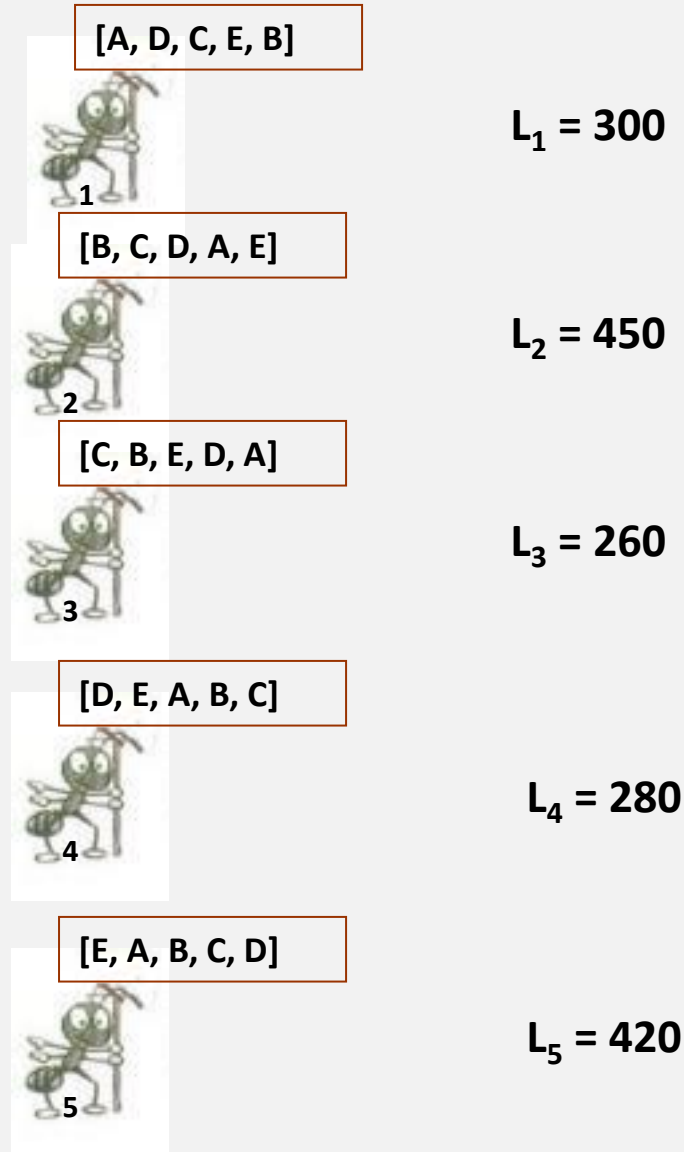 [A, D, C, E, B]
L₁ = 300
1
[B, C, D, A, E]
L₂ = 450
2
[C, B, E, D, A]
L₃ = 260
3
[D, E, A, B, C]
L₄ = 280
4
[E, A, B, C, D]
L₅ = 420
5